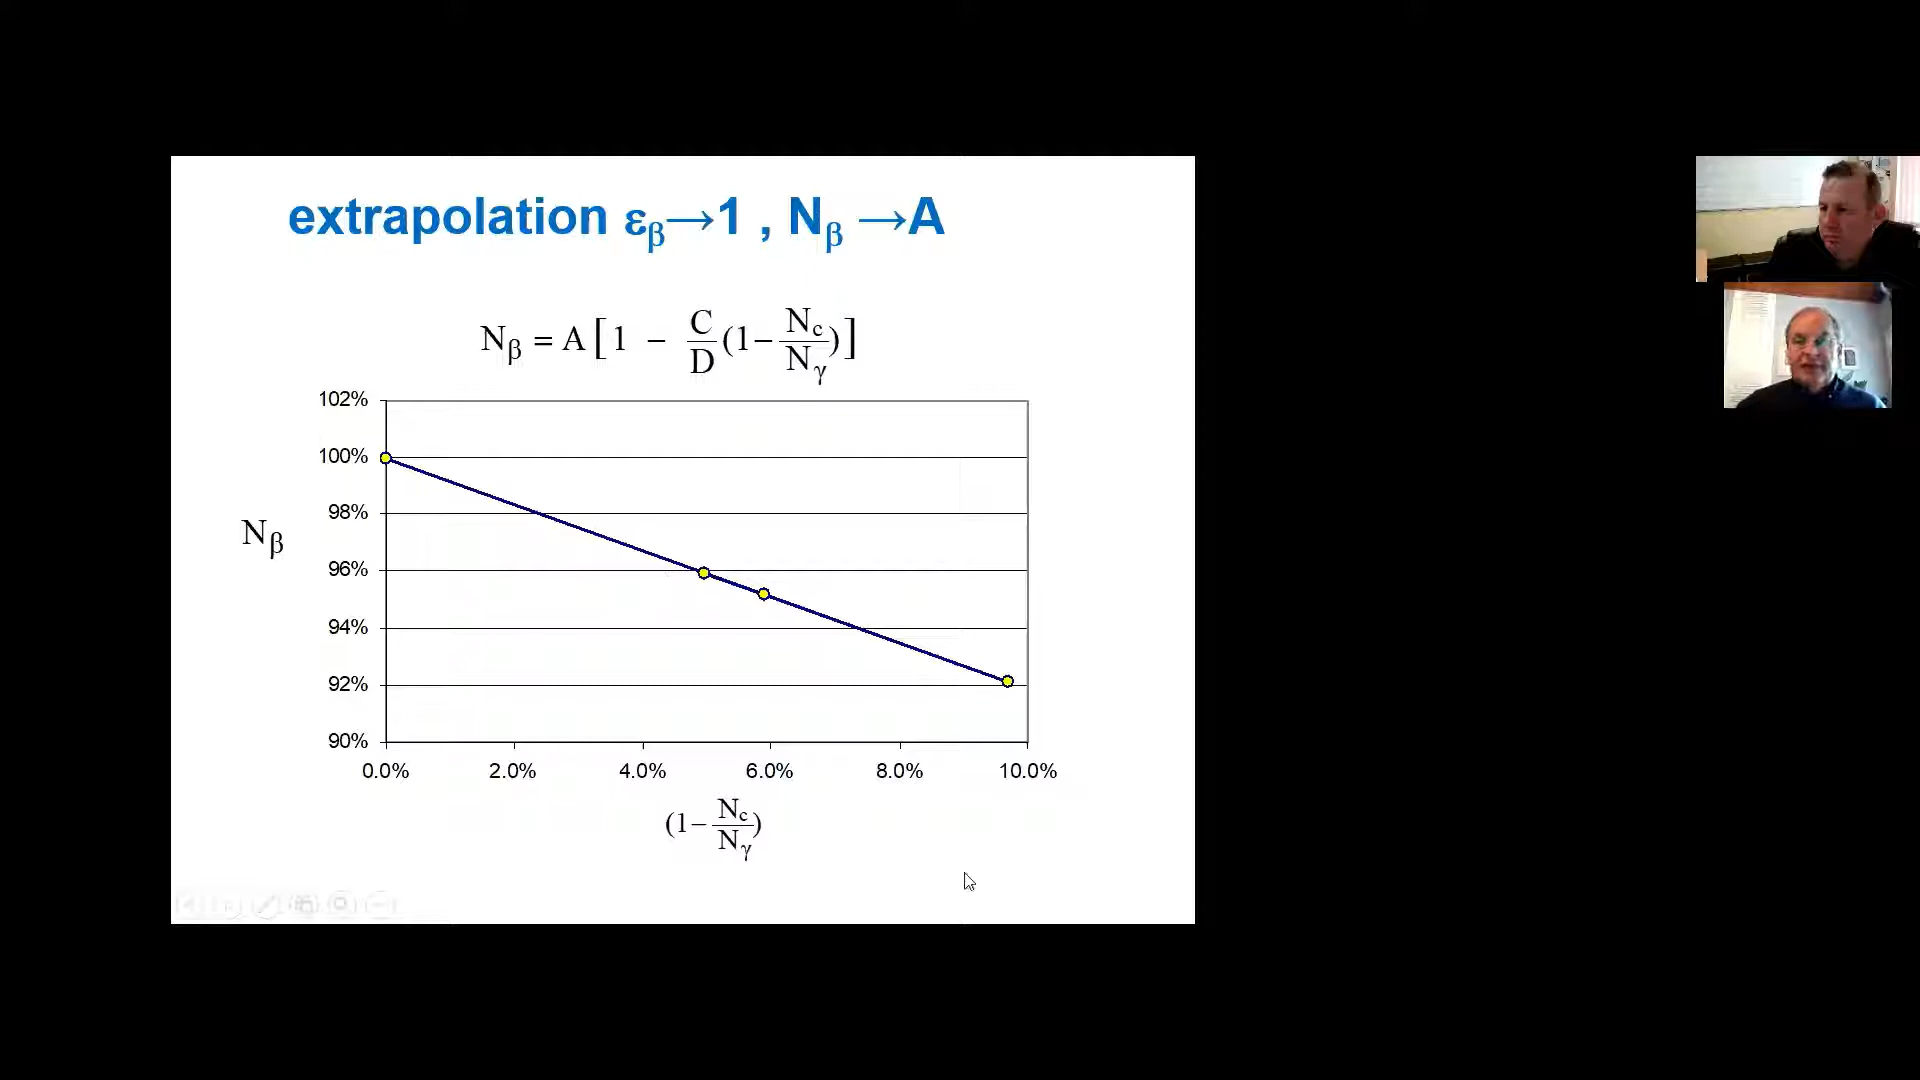 extrapolation εβ→1 , Nβ →A
Nβ = A [ 1 − C/D (1− Nc/Nγ) ]
102%
100%
98%
96%
94%
92%
90%
Nβ
0.0% 2.0% 4.0% 6.0% 8.0% 10.0%
(1− Nc/Nγ)